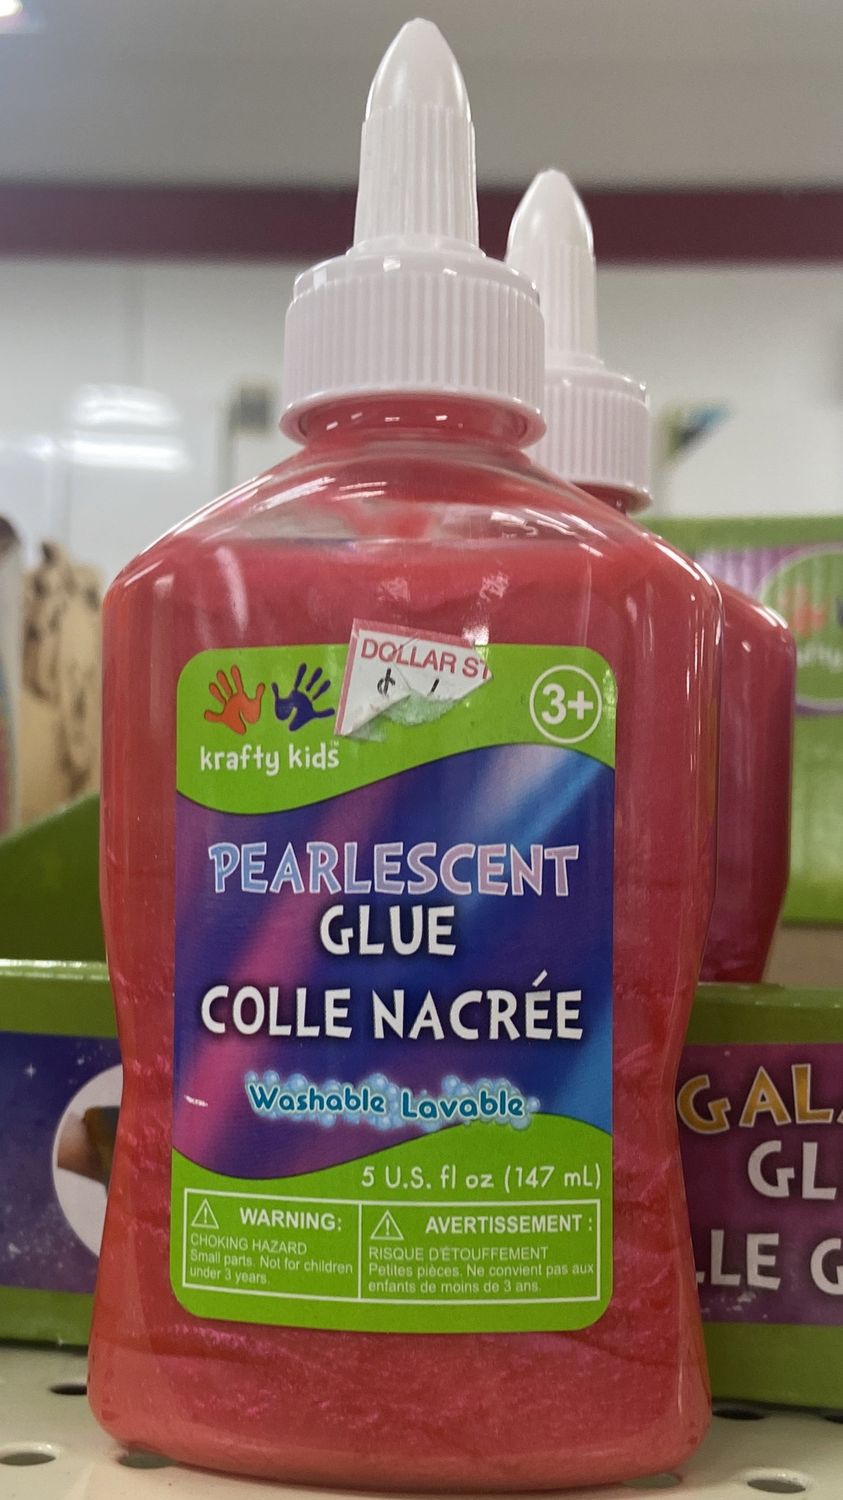 DOLLAR ST
3+
krafty kids™
PEARLESCENT
GLUE
COLLE NACRÉE
Washable Lavable
5 U.S. fl oz (147 mL)
WARNING:
CHOKING HAZARD
Small parts. Not for children
under 3 years.
AVERTISSEMENT :
RISQUE D'ÉTOUFFEMENT
Petites pièces. Ne convient pas aux
enfants de moins de 3 ans.
GAL
GL
LLE G